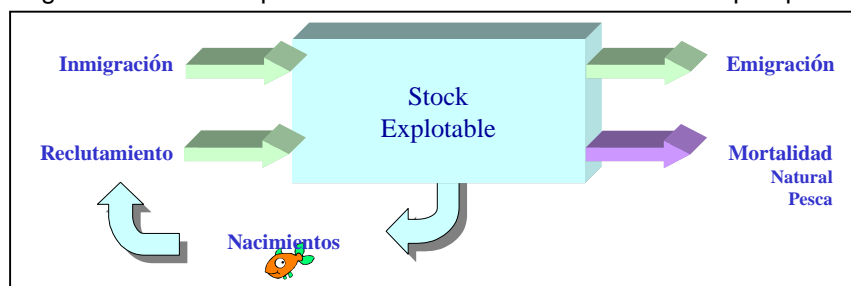 Inmigración
Emigración
Stock
Explotable
Reclutamiento
Mortalidad
Natural
Pesca
Nacimientos